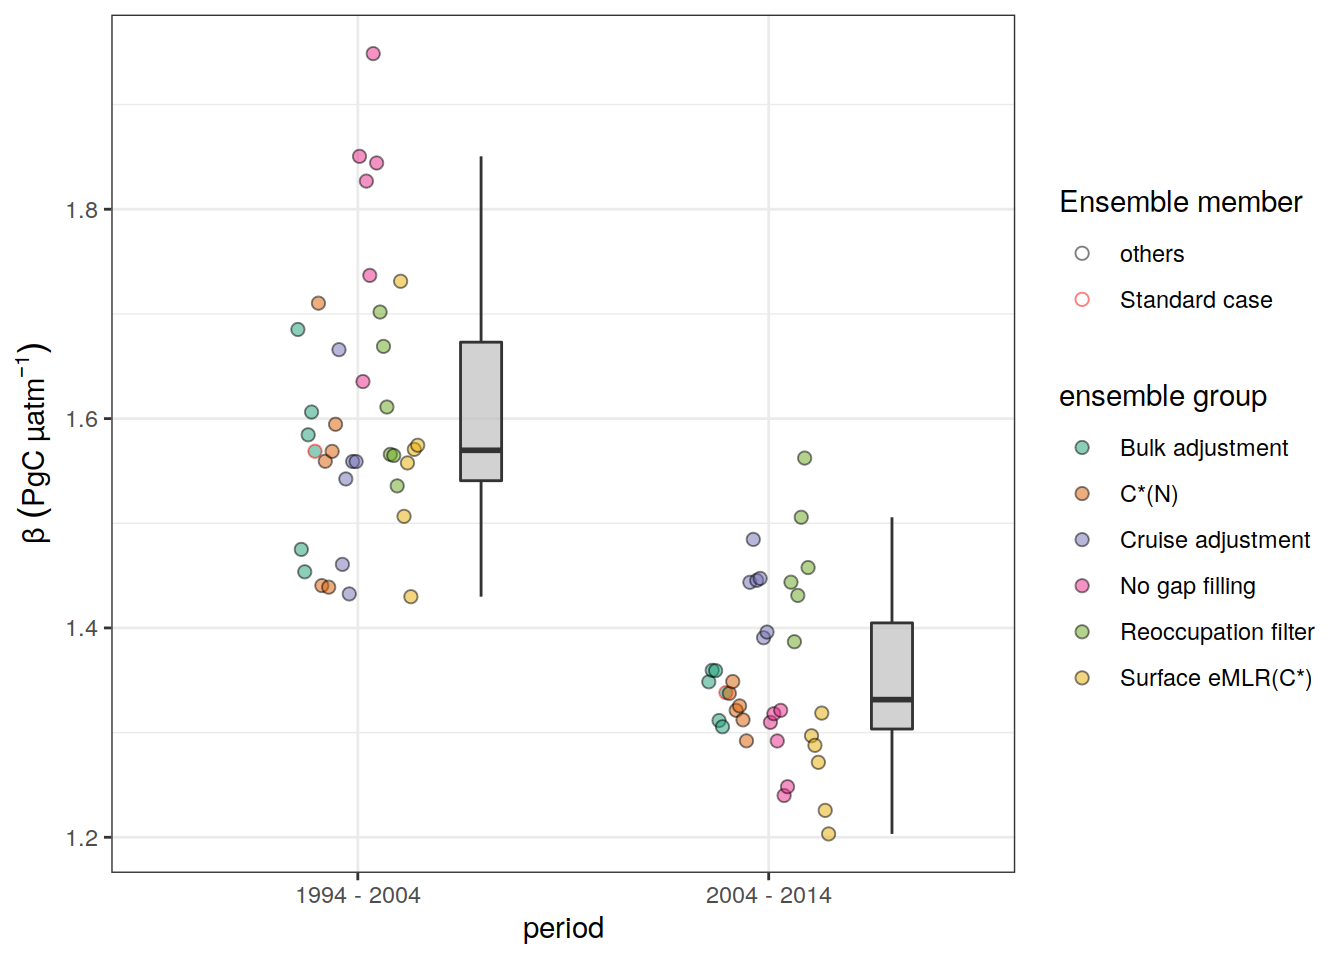 β (PgC µatm⁻¹)
1.8
1.6
1.4
1.2
1994 - 2004
2004 - 2014
period
Ensemble member
others
Standard case
ensemble group
Bulk adjustment
C*(N)
Cruise adjustment
No gap filling
Reoccupation filter
Surface eMLR(C*)